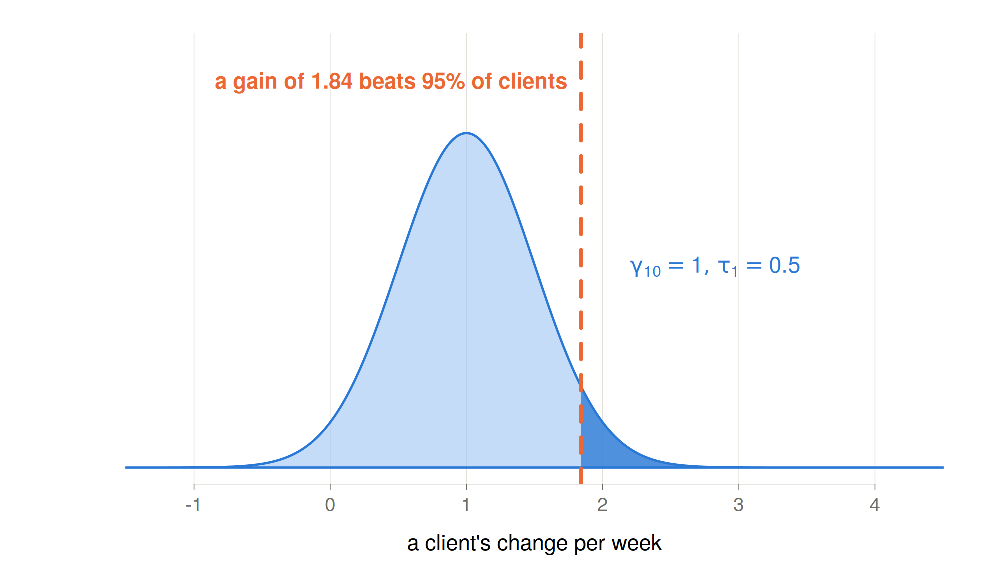 a gain of 1.84 beats 95% of clients
γ₁₀ = 1, τ₁ = 0.5
-1 0 1 2 3 4
a client's change per week